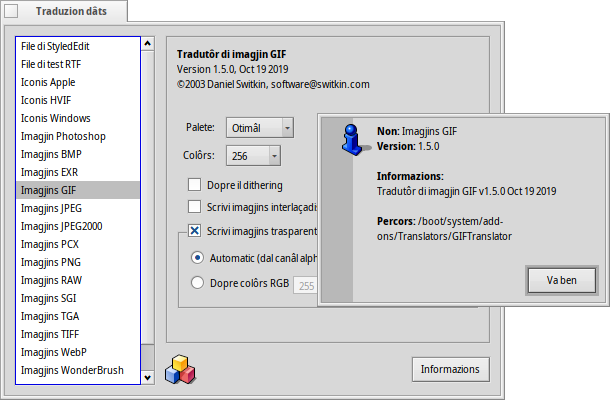 Traduzion dâts
File di StyledEdit
File di test RTF
Iconis Apple
Iconis HVIF
Iconis Windows
Imagjin Photoshop
Imagjins BMP
Imagjins EXR
Imagjins GIF
Imagjins JPEG
Imagjins JPEG2000
Imagjins PCX
Imagjins PNG
Imagjins RAW
Imagjins SGI
Imagjins TGA
Imagjins TIFF
Imagjins WebP
Imagjins WonderBrush
Tradutôr di imagjin GIF
Version 1.5.0, Oct 19 2019
©2003 Daniel Switkin, software@switkin.com
Palete: Otimâl
Colôrs: 256
Dopre il dithering
Scrivi imagjins interlaçadis
Scrivi imagjins trasparent
Automatic (dal canâl alph
Dopre colôrs RGB 255
Informazions
Non: Imagjins GIF
Version: 1.5.0
Informazions:
Tradutôr di imagjin GIF v1.5.0 Oct 19 2019
Percors: /boot/system/add-
ons/Translators/GIFTranslator
Va ben